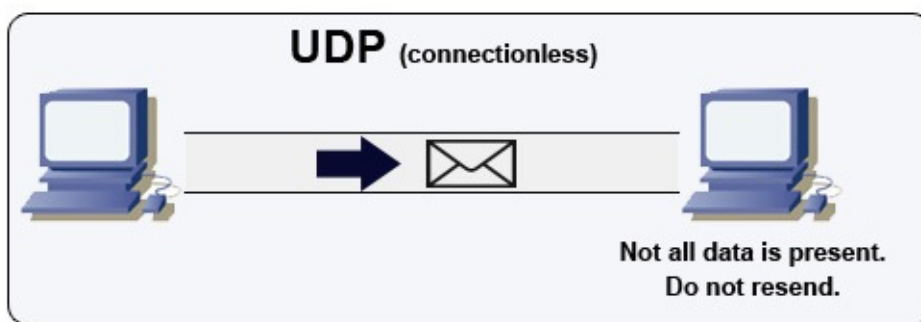 UDP (connectionless)
Not all data is present.
Do not resend.